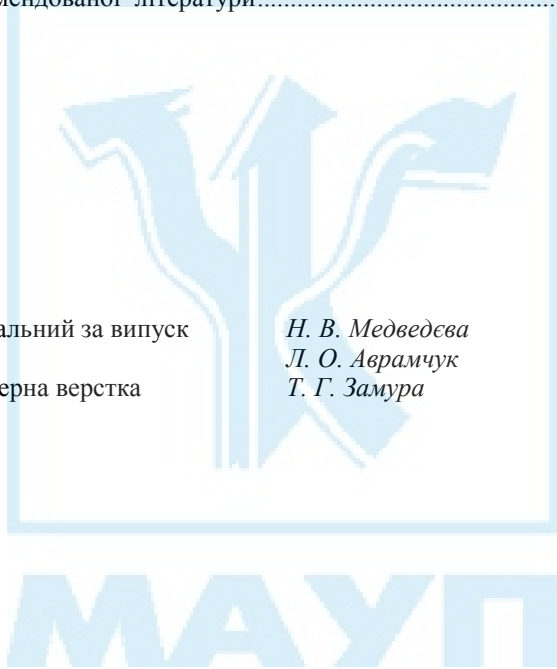 мендованої літератури
альний за випуск Н. В. Медведєва
Л. О. Аврамчук
ерна верстка Т. Г. Замура
МАУП